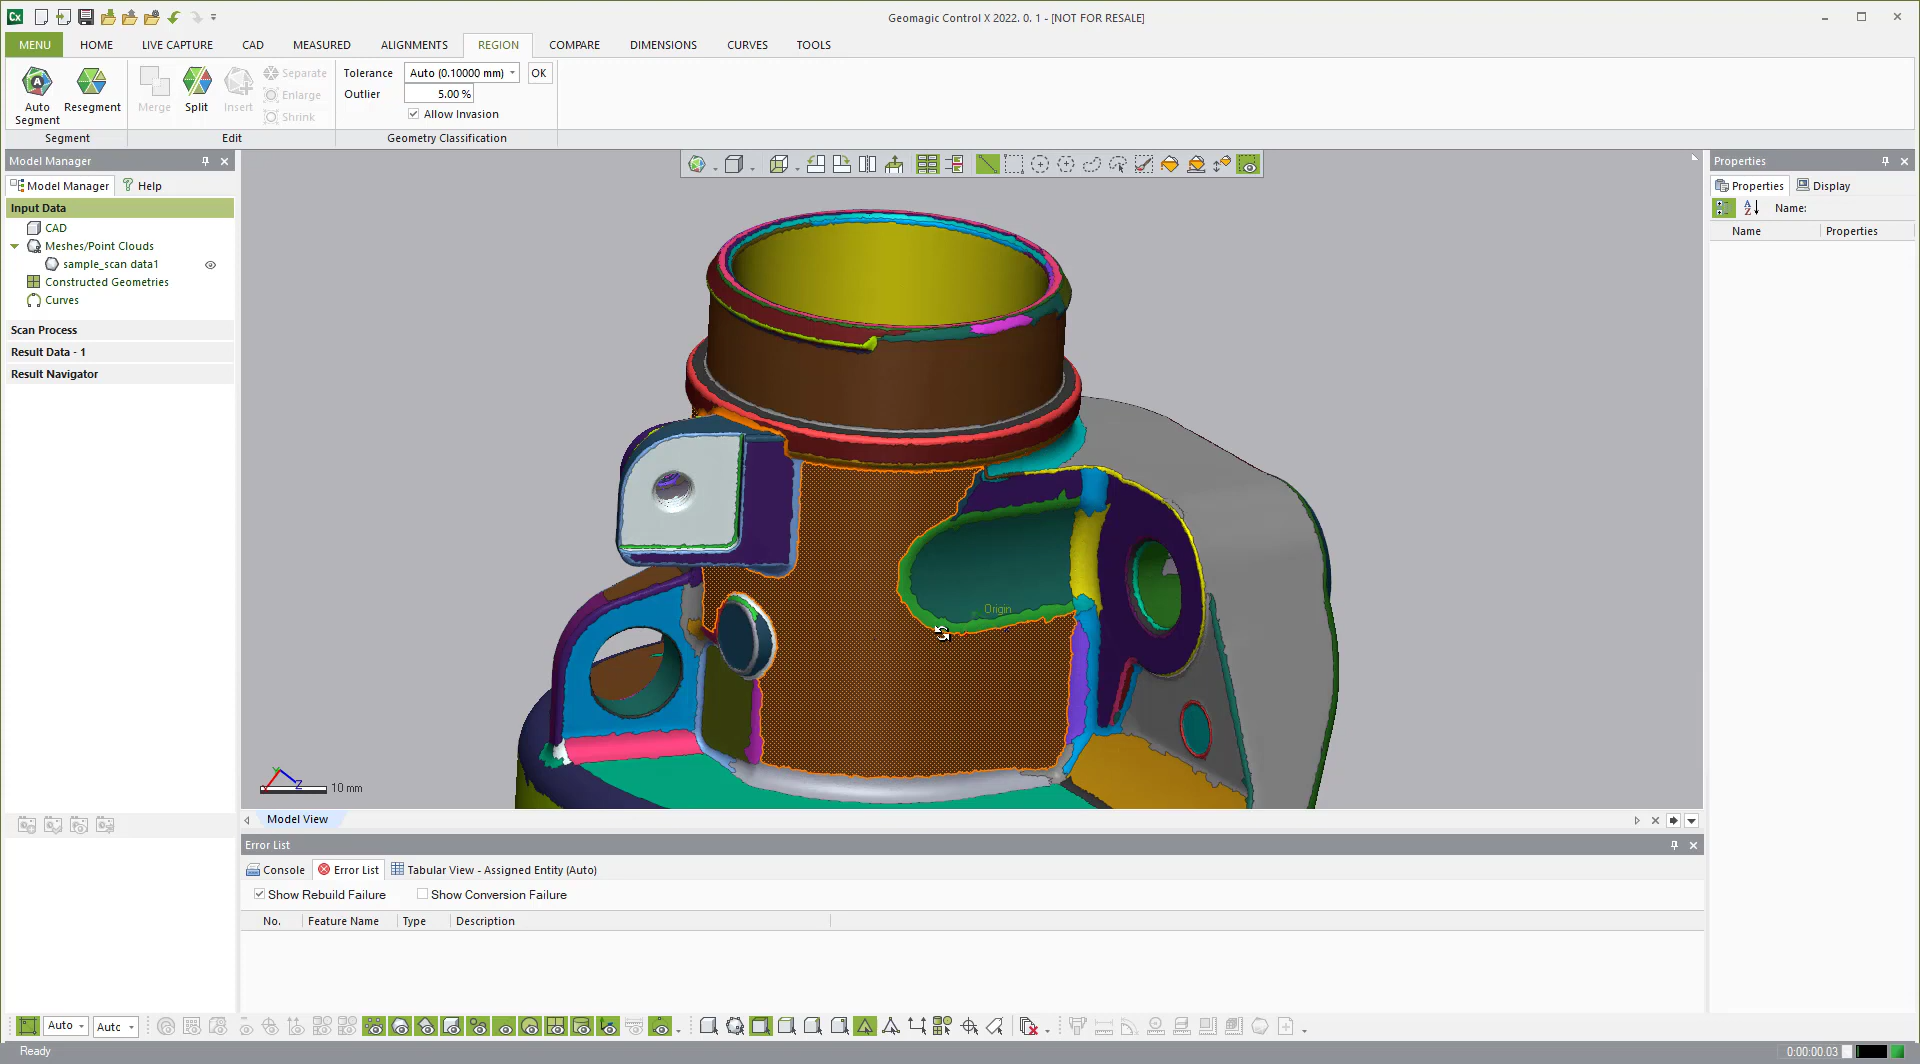 Cx
Geomagic Control X 2022. 0. 1 - [NOT FOR RESALE]
MENU HOME LIVE CAPTURE CAD MEASURED ALIGNMENTS REGION COMPARE DIMENSIONS CURVES TOOLS
Auto Segment Resegment Merge Split Insert Separate Enlarge Shrink
Tolerance Auto (0.10000 mm) OK
Outlier 5.00 %
Allow Invasion
Segment Edit Geometry Classification
Model Manager
Model Manager Help
Input Data
CAD
Meshes/Point Clouds
sample_scan data1
Constructed Geometries
Curves
Scan Process
Result Data - 1
Result Navigator
Origin
10 mm
Model View
Properties
Properties Display
Name:
Name Properties
Error List
Console Error List Tabular View - Assigned Entity (Auto)
Show Rebuild Failure Show Conversion Failure
No. Feature Name Type Description
Auto Auto
Ready 0:00:00.03